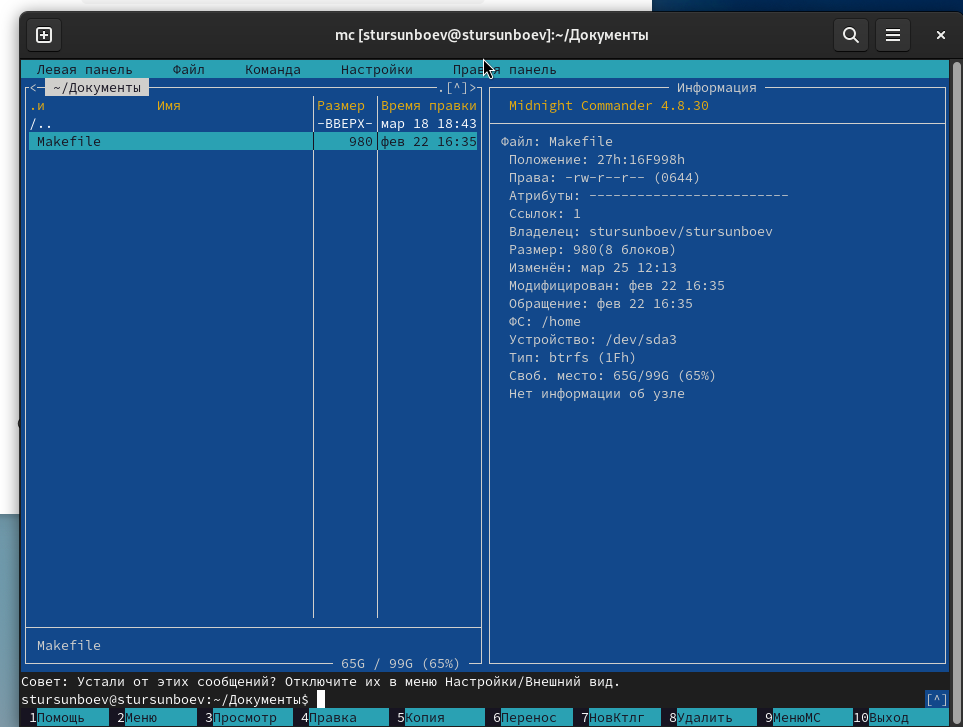 mc [stursunboev@stursunboev]:~/Документы
Левая панель Файл Команда Настройки Правая панель
<─ ~/Документы .[^]>
.и Имя Размер Время правки
/.. -ВВЕРХ- мар 18 18:43
Makefile 980 фев 22 16:35
Makefile
65G / 99G (65%)
Информация
Midnight Commander 4.8.30
Файл: Makefile
Положение: 27h:16F998h
Права: -rw-r--r-- (0644)
Атрибуты: -------------------------
Ссылок: 1
Владелец: stursunboev/stursunboev
Размер: 980(8 блоков)
Изменён: мар 25 12:13
Модифицирован: фев 22 16:35
Обращение: фев 22 16:35
ФС: /home
Устройство: /dev/sda3
Тип: btrfs (1Fh)
Своб. место: 65G/99G (65%)
Нет информации об узле
Совет: Устали от этих сообщений? Отключите их в меню Настройки/Внешний вид.
stursunboev@stursunboev:~/Документы$ [^]
1Помощь 2Меню 3Просмотр 4Правка 5Копия 6Перенос 7НовКтлг 8Удалить 9МенюМС 10Выход